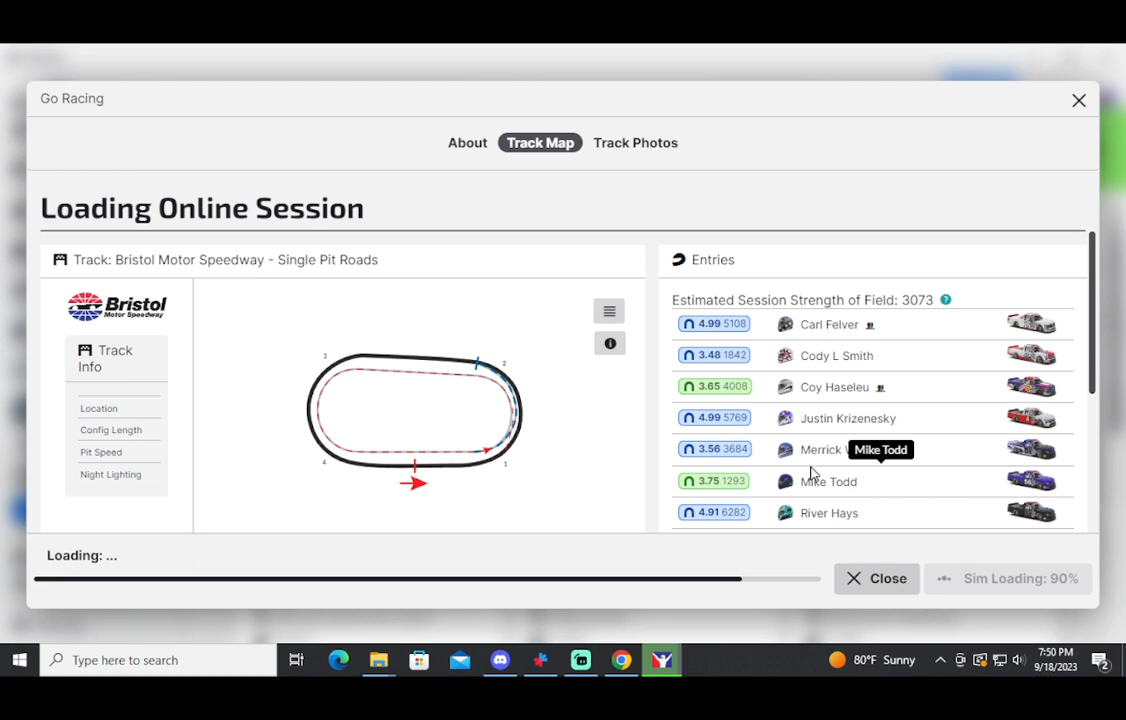 Go Racing
About
Track Map
Track Photos
Loading Online Session
Track: Bristol Motor Speedway - Single Pit Roads
Bristol
Motor Speedway
Track
Info
Location
Config Length
Pit Speed
Night Lighting
3
2
4
1
Entries
Estimated Session Strength of Field: 3073 ?
4.99 5108 Carl Felver
3.48 1842 Cody L Smith
3.65 4008 Coy Haseleu
4.99 5769 Justin Krizenesky
3.56 3684 Merrick
Mike Todd
3.75 1293 Mike Todd
4.91 6282 River Hays
Loading: ...
Close
Sim Loading: 90%
Type here to search
80°F Sunny
7:50 PM
9/18/2023
2